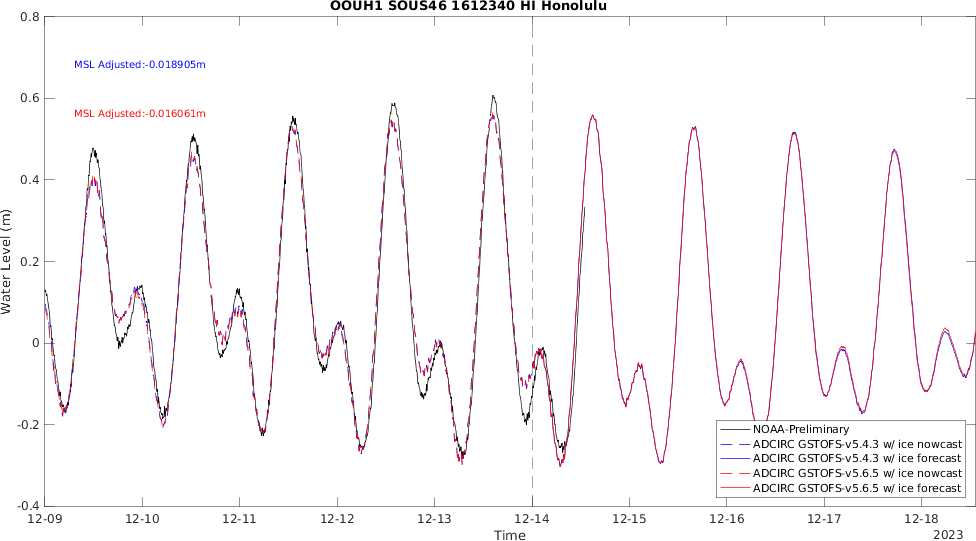 OOUH1 SOUS46 1612340 HI Honolulu
0.8
MSL Adjusted:-0.018905m
0.6
MSL Adjusted:-0.016061m
0.4
0.2
Water Level (m)
0
-0.2
-0.4
NOAA-Preliminary
ADCIRC GSTOFS-v5.4.3 w/ ice nowcast
ADCIRC GSTOFS-v5.4.3 w/ ice forecast
ADCIRC GSTOFS-v5.6.5 w/ ice nowcast
ADCIRC GSTOFS-v5.6.5 w/ ice forecast
12-09 12-10 12-11 12-12 12-13 12-14 12-15 12-16 12-17 12-18
Time
2023